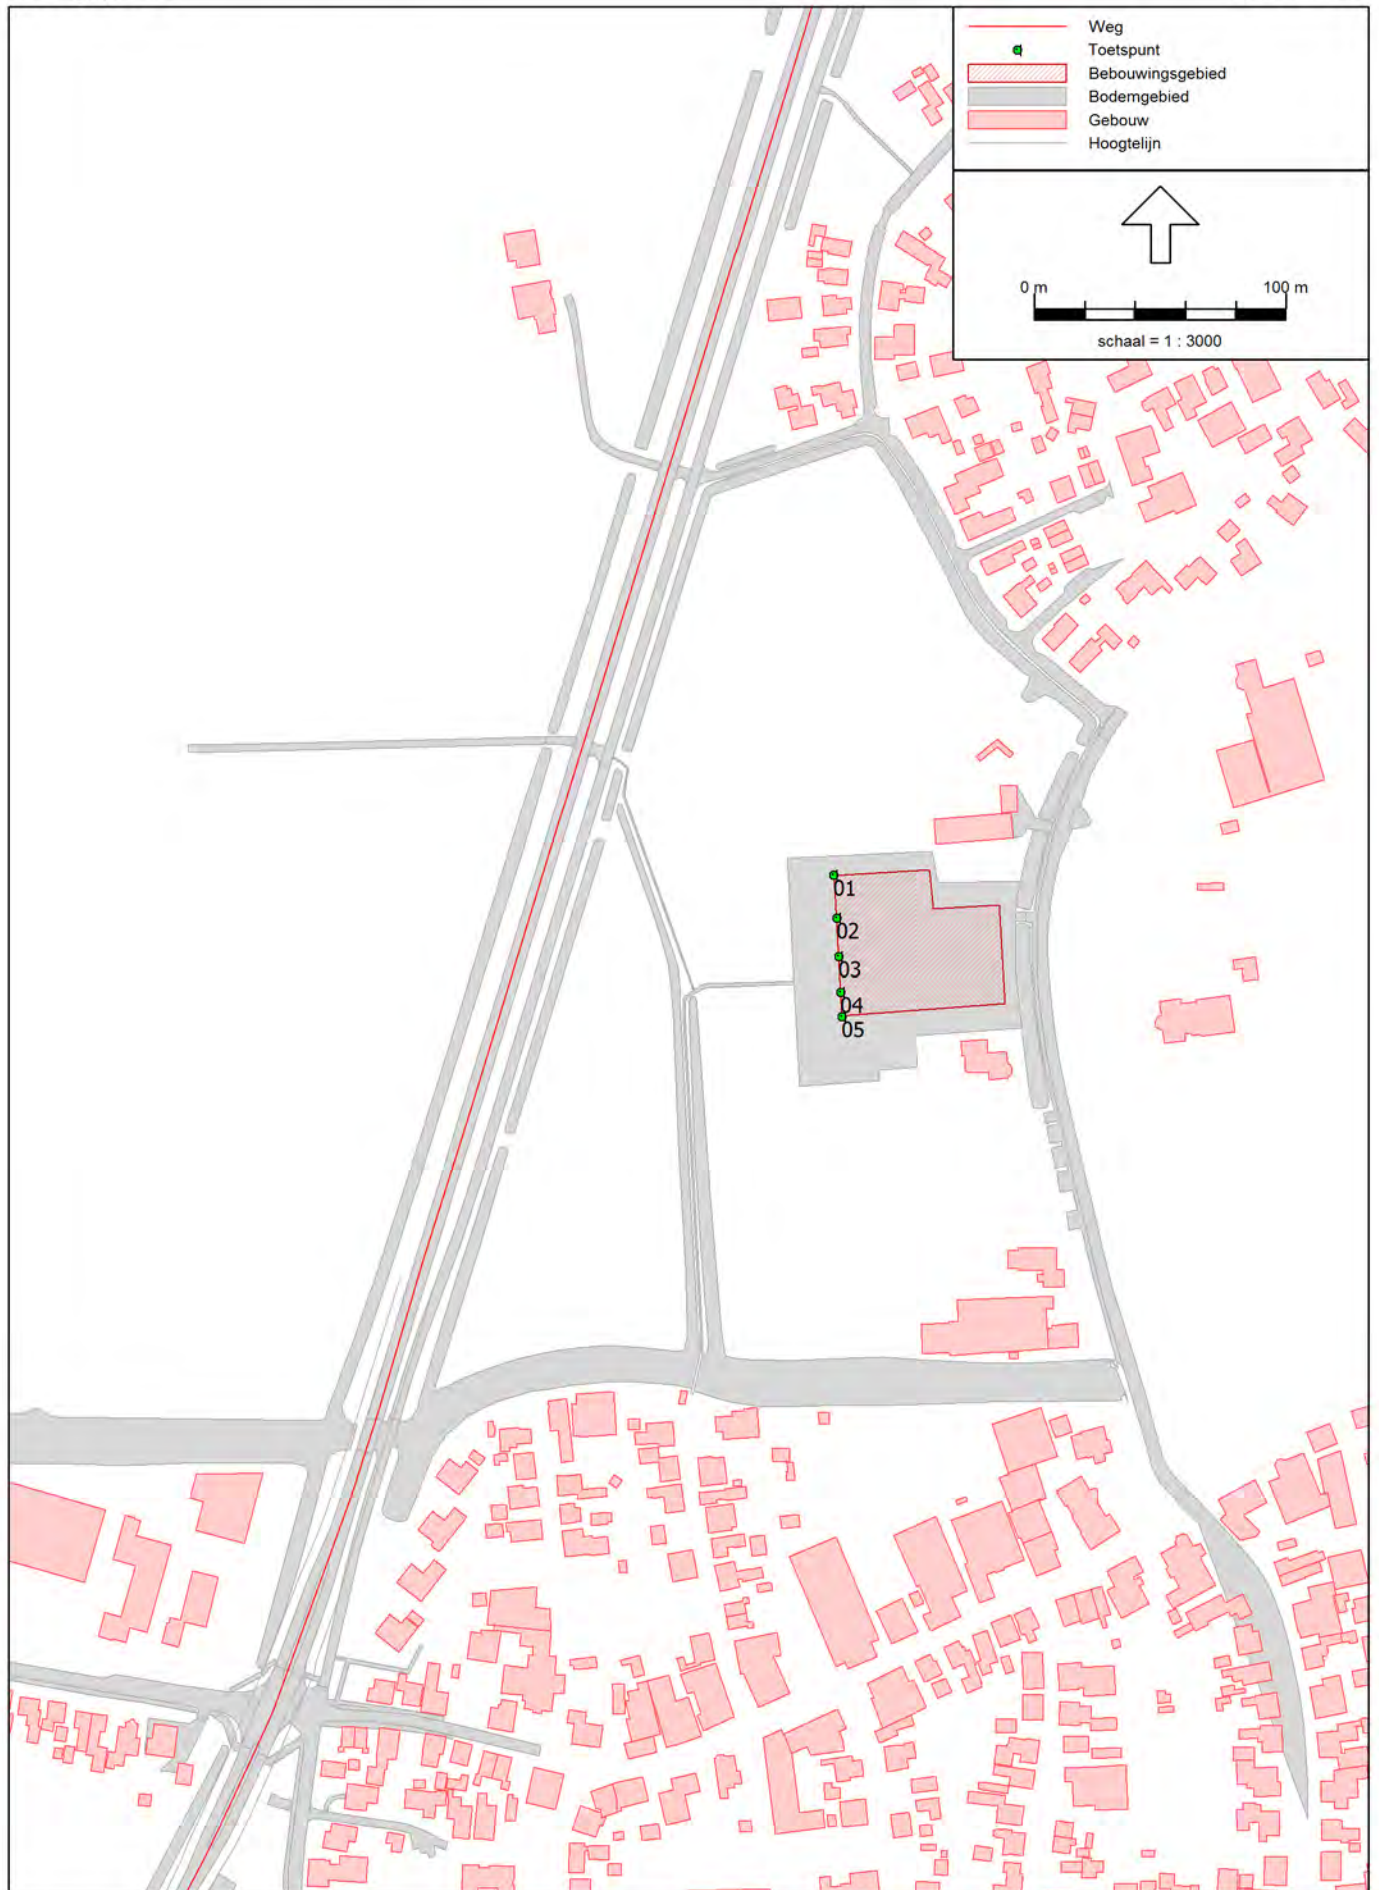 Weg
Toetspunt
Bebouwingsgebied
Bodemgebied
Gebouw
Hoogtelijn
0 m 100 m
schaal = 1 : 3000
01
02
03
04
05